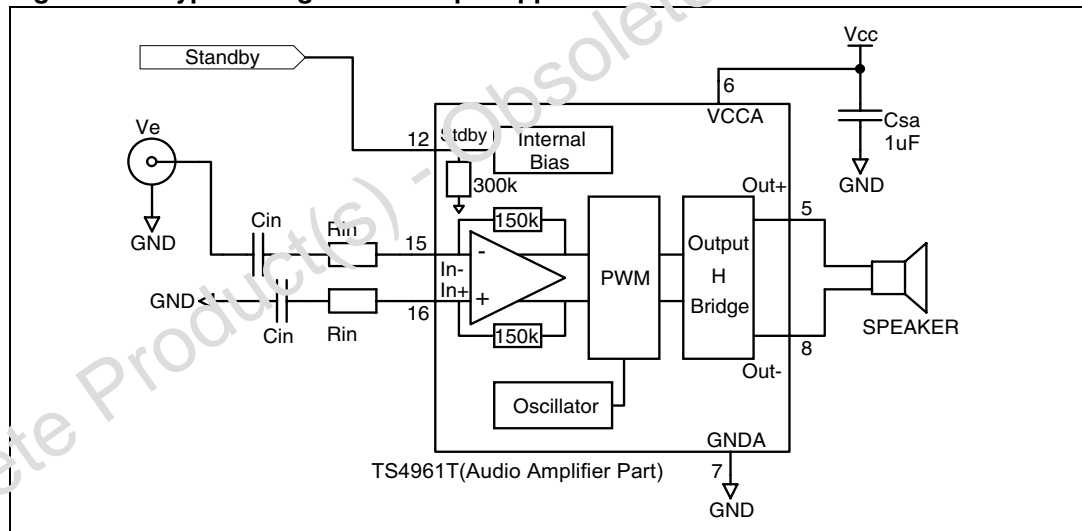 Standby
Vcc
6
VCCA
Csa
1uF
GND
Ve
12
Stdby
Internal
Bias
300k
GND
Out+
5
Cin
Rin
15
150k
In-
In+
-
+
PWM
Output
H
Bridge
GND
16
Cin
Rin
150k
SPEAKER
8
Out-
Oscillator
GNDA
TS4961T(Audio Amplifier Part)
7
GND
Product(s) - Obsolete